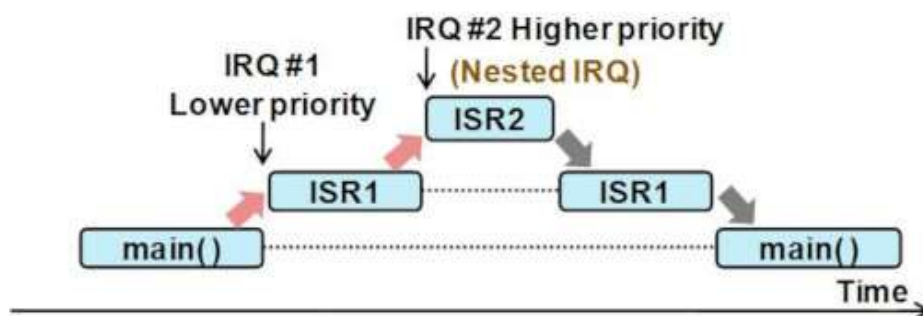 IRQ #2 Higher priority
(Nested IRQ)
IRQ #1
Lower priority
ISR2
ISR1
ISR1
main()
main()
Time